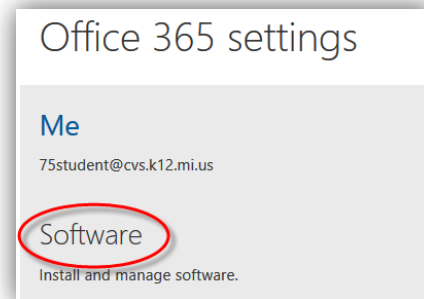 Office 365 settings
Me
75student@cvs.k12.mi.us
Software
Install and manage software.